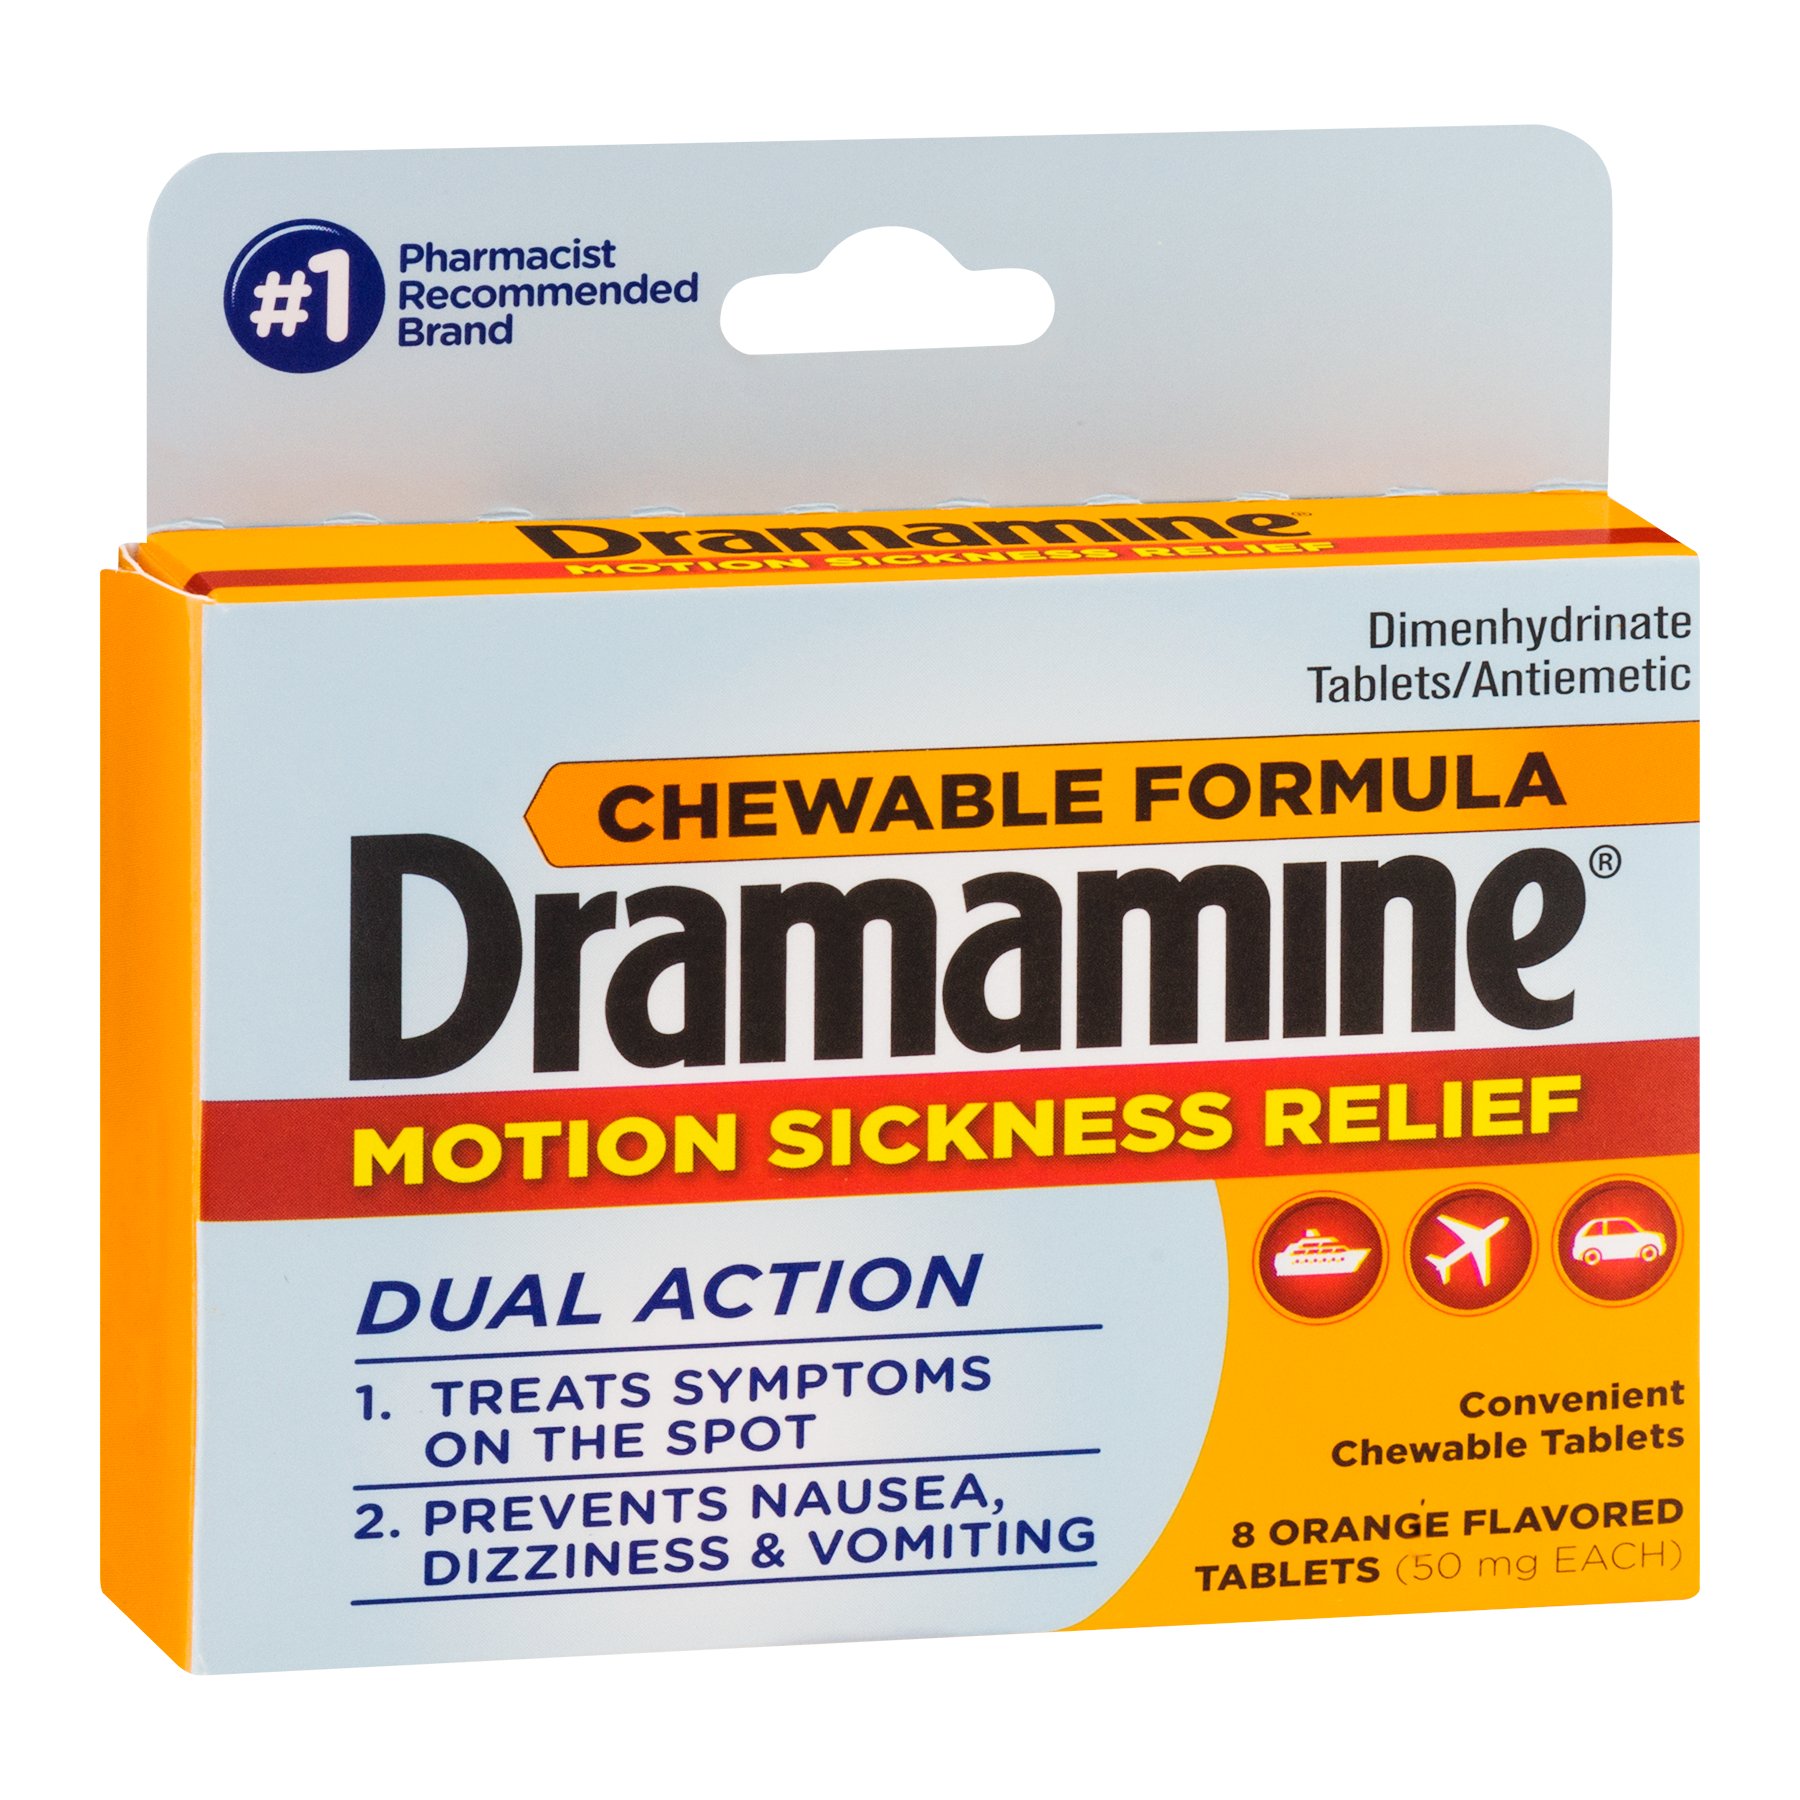 #1
Pharmacist
Recommended
Brand
Dramamine®
MOTION SICKNESS RELIEF
Dimenhydrinate
Tablets/Antiemetic
CHEWABLE FORMULA
Dramamine®
MOTION SICKNESS RELIEF
DUAL ACTION
1. TREATS SYMPTOMS
ON THE SPOT
2. PREVENTS NAUSEA,
DIZZINESS & VOMITING
Convenient
Chewable Tablets
8 ORANGE FLAVORED
TABLETS (50 mg EACH)